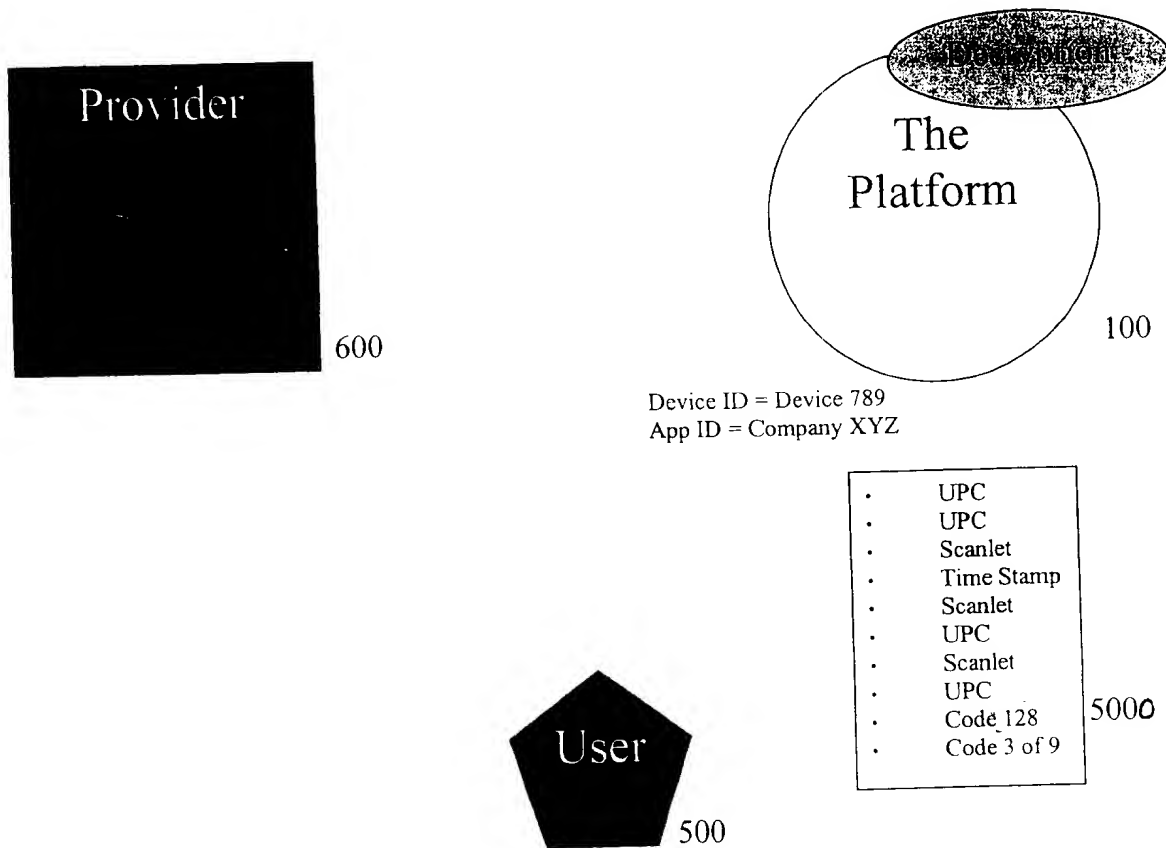 Provider
600
Decryption
The
Platform
100
Device ID = Device 789
App ID = Company XYZ
· UPC
· UPC
· Scanlet
· Time Stamp
· Scanlet
· UPC
· Scanlet
· UPC
· Code 128
· Code 3 of 9
5000
User
500